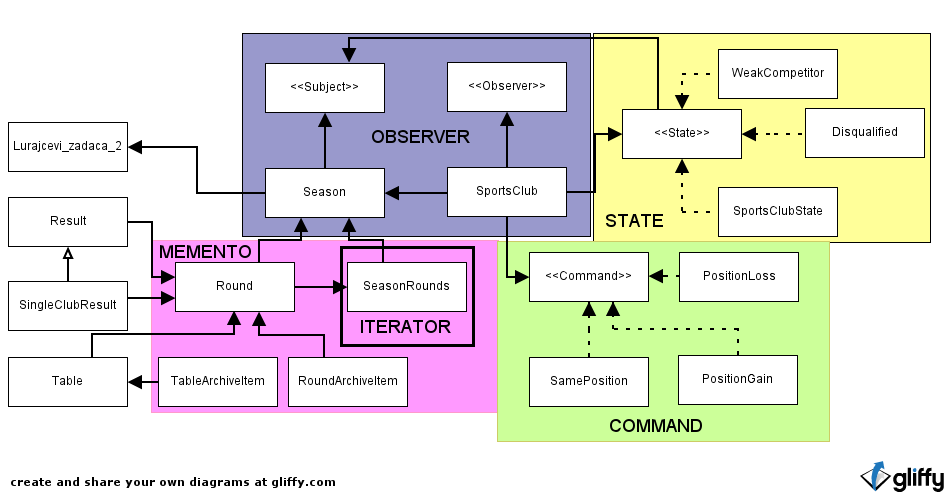 WeakCompetitor
<<Subject>>
<<Observer>>
<<State>>
Disqualified
OBSERVER
Lurajcevi_zadaca_2
Season
SportsClub
SportsClubState
STATE
Result
MEMENTO
Round
SeasonRounds
<<Command>>
PositionLoss
SingleClubResult
ITERATOR
Table
TableArchiveItem
RoundArchiveItem
SamePosition
PositionGain
COMMAND
create and share your own diagrams at gliffy.com
gliffy